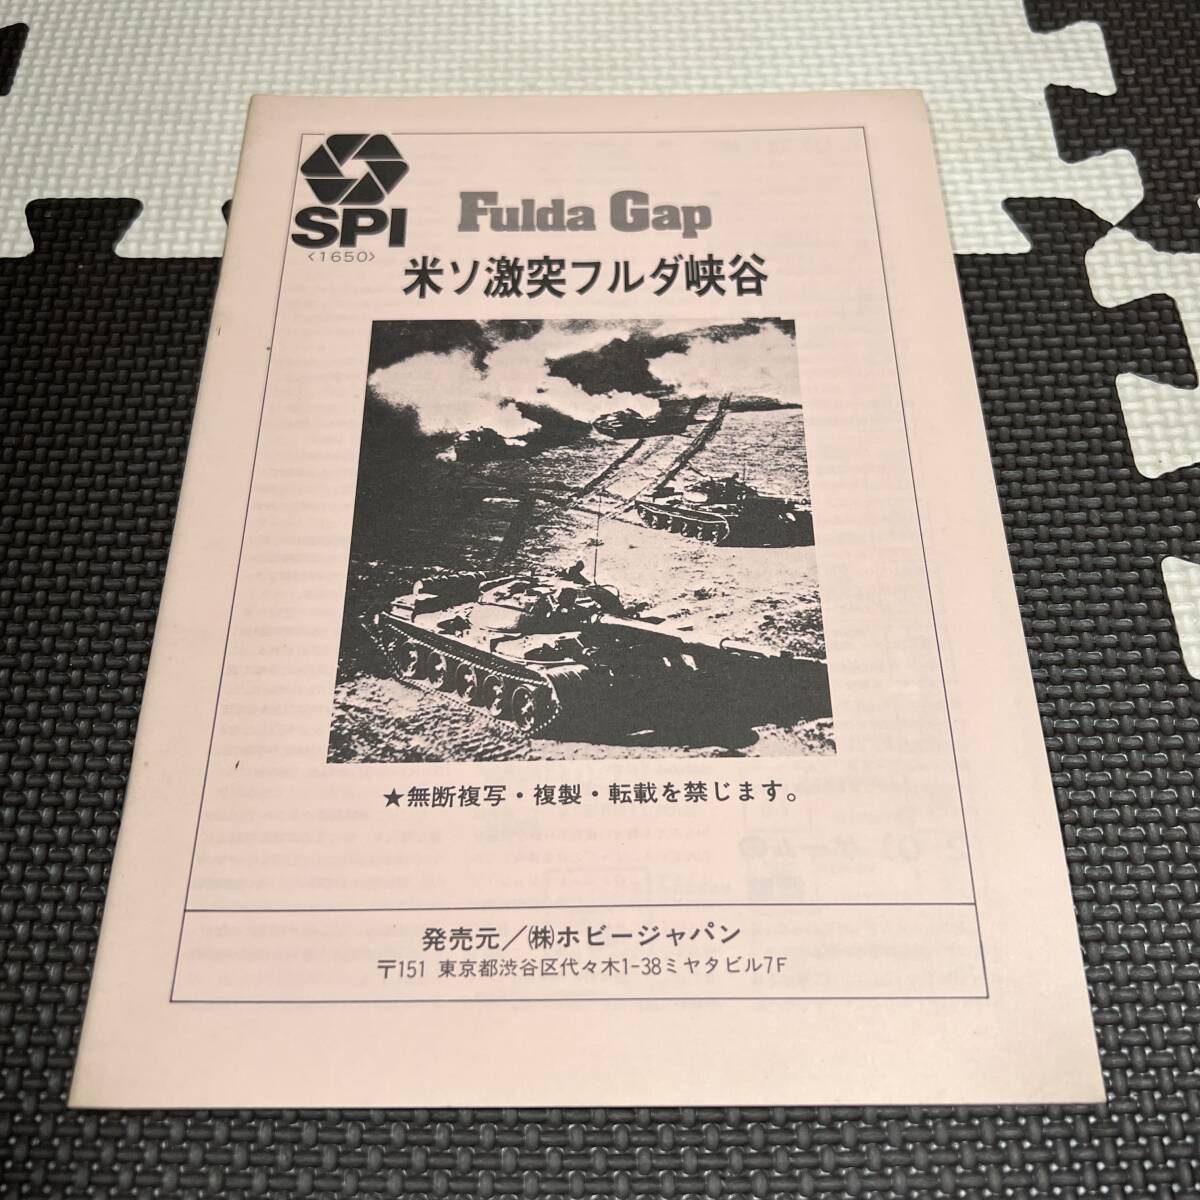 SPI
〈1650〉
Fulda Gap
米ソ激突フルダ峡谷
★無断複写・複製・転載を禁じます。
発売元／㈱ホビージャパン
〒151 東京都渋谷区代々木1-38ミヤタビル7F